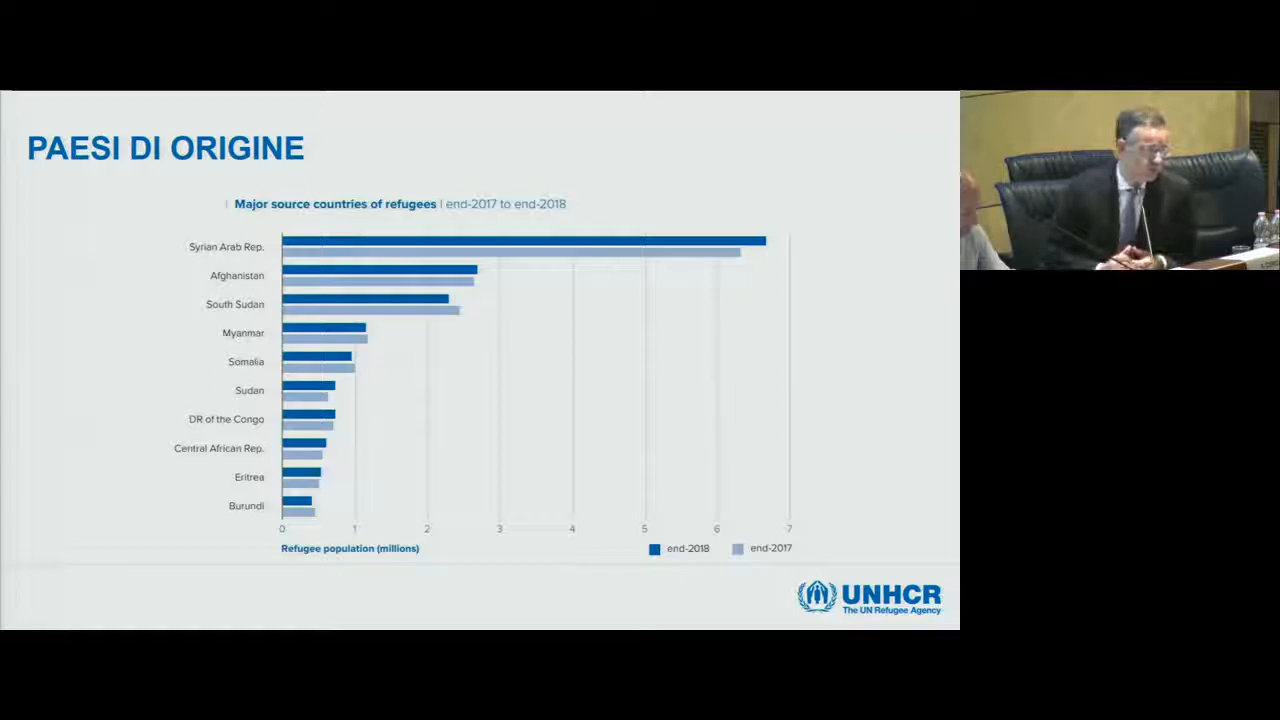 PAESI DI ORIGINE
Major source countries of refugees | end-2017 to end-2018
Syrian Arab Rep.
Afghanistan
South Sudan
Myanmar
Somalia
Sudan
DR of the Congo
Central African Rep.
Eritrea
Burundi
0 1 2 3 4 5 6 7
Refugee population (millions)
end-2018 end-2017
UNHCR
The UN Refugee Agency